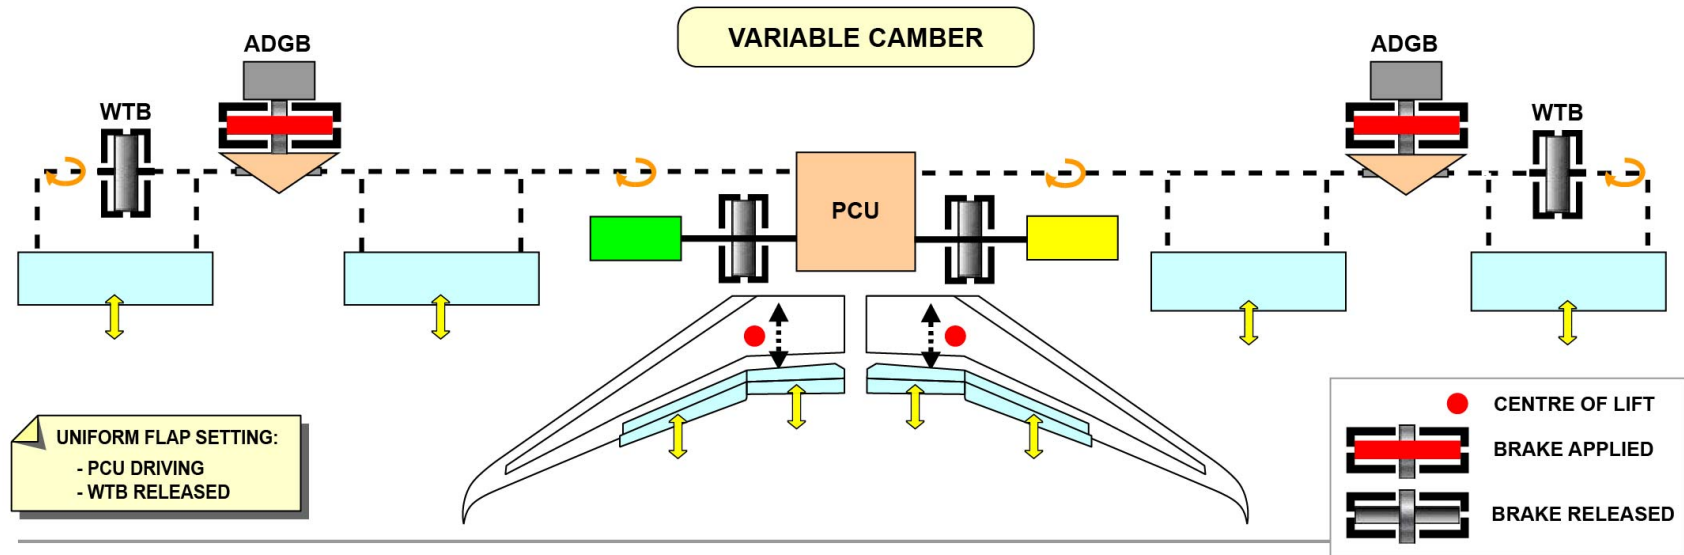 VARIABLE CAMBER
ADGB
ADGB
WTB
WTB
PCU
UNIFORM FLAP SETTING:
- PCU DRIVING
- WTB RELEASED
CENTRE OF LIFT
BRAKE APPLIED
BRAKE RELEASED